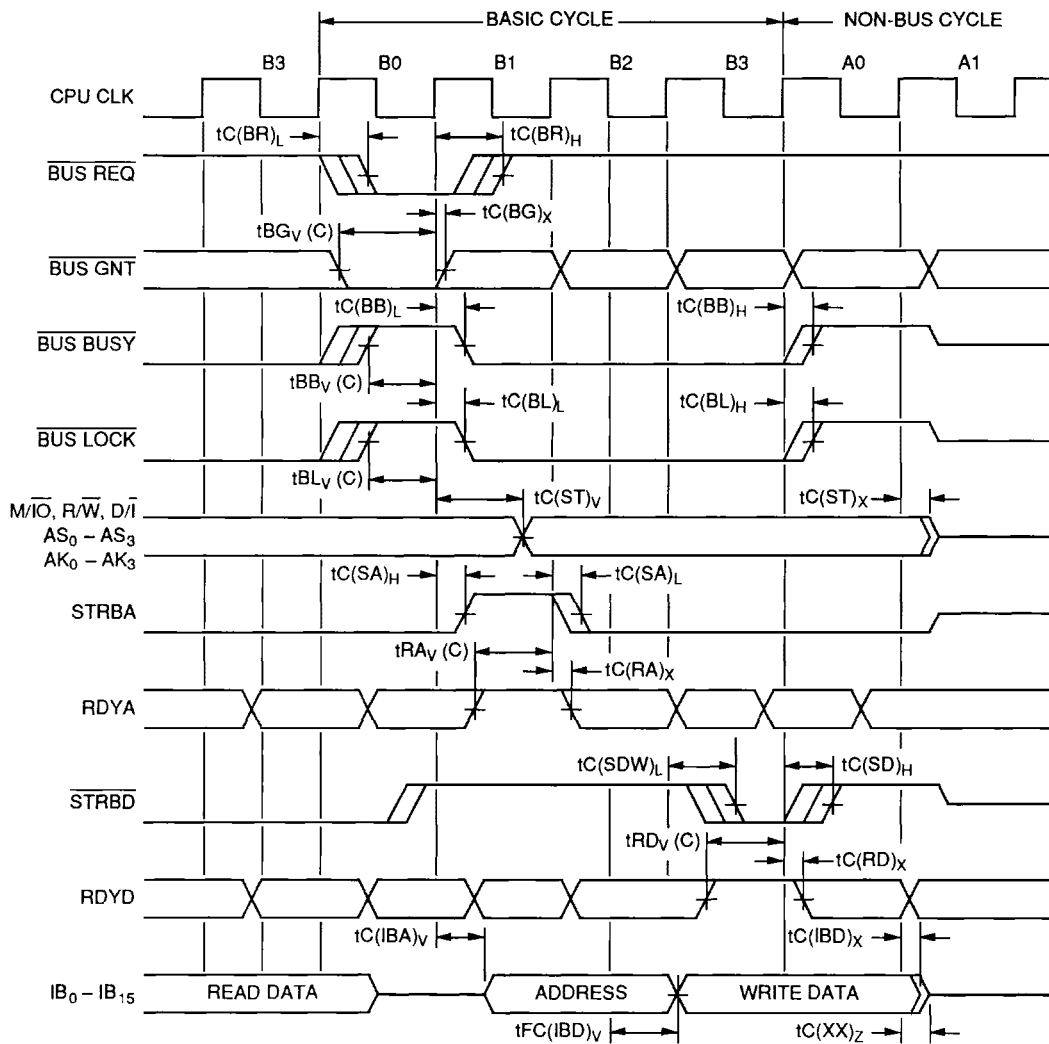 BASIC CYCLE NON-BUS CYCLE
B3 B0 B1 B2 B3 A0 A1
CPU CLK
tC(BR)L tC(BR)H
BUS REQ
tC(BG)X
tBGV (C)
BUS GNT
tC(BB)L tC(BB)H
BUS BUSY
tBBV (C)
tC(BL)L tC(BL)H
BUS LOCK
tBLV (C)
tC(ST)V tC(ST)X
M/IO, R/W, D/I
AS0 – AS3
AK0 – AK3
tC(SA)H tC(SA)L
STRBA
tRAV (C)
tC(RA)X
RDYA
tC(SDW)L tC(SD)H
STRBD
tRDV (C)
tC(RD)X
RDYD
tC(IBA)V tC(IBD)X
IB0 – IB15 READ DATA ADDRESS WRITE DATA
tFC(IBD)V tC(XX)Z